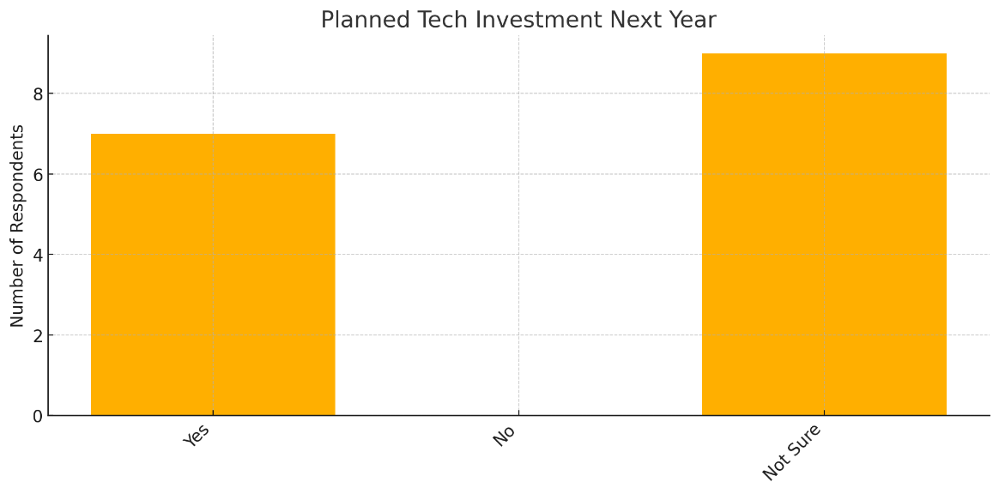 Planned Tech Investment Next Year
Number of Respondents
8
6
4
2
0
Yes
No
Not Sure